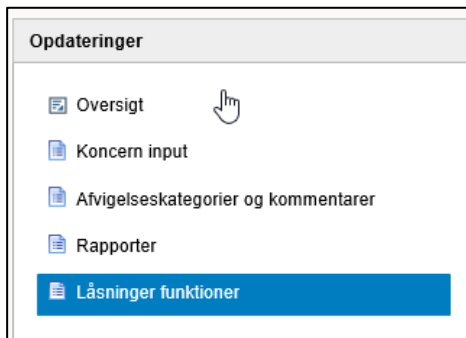 Opdateringer
Oversigt
Koncern input
Afvigelseskategorier og kommentarer
Rapporter
Låsninger funktioner